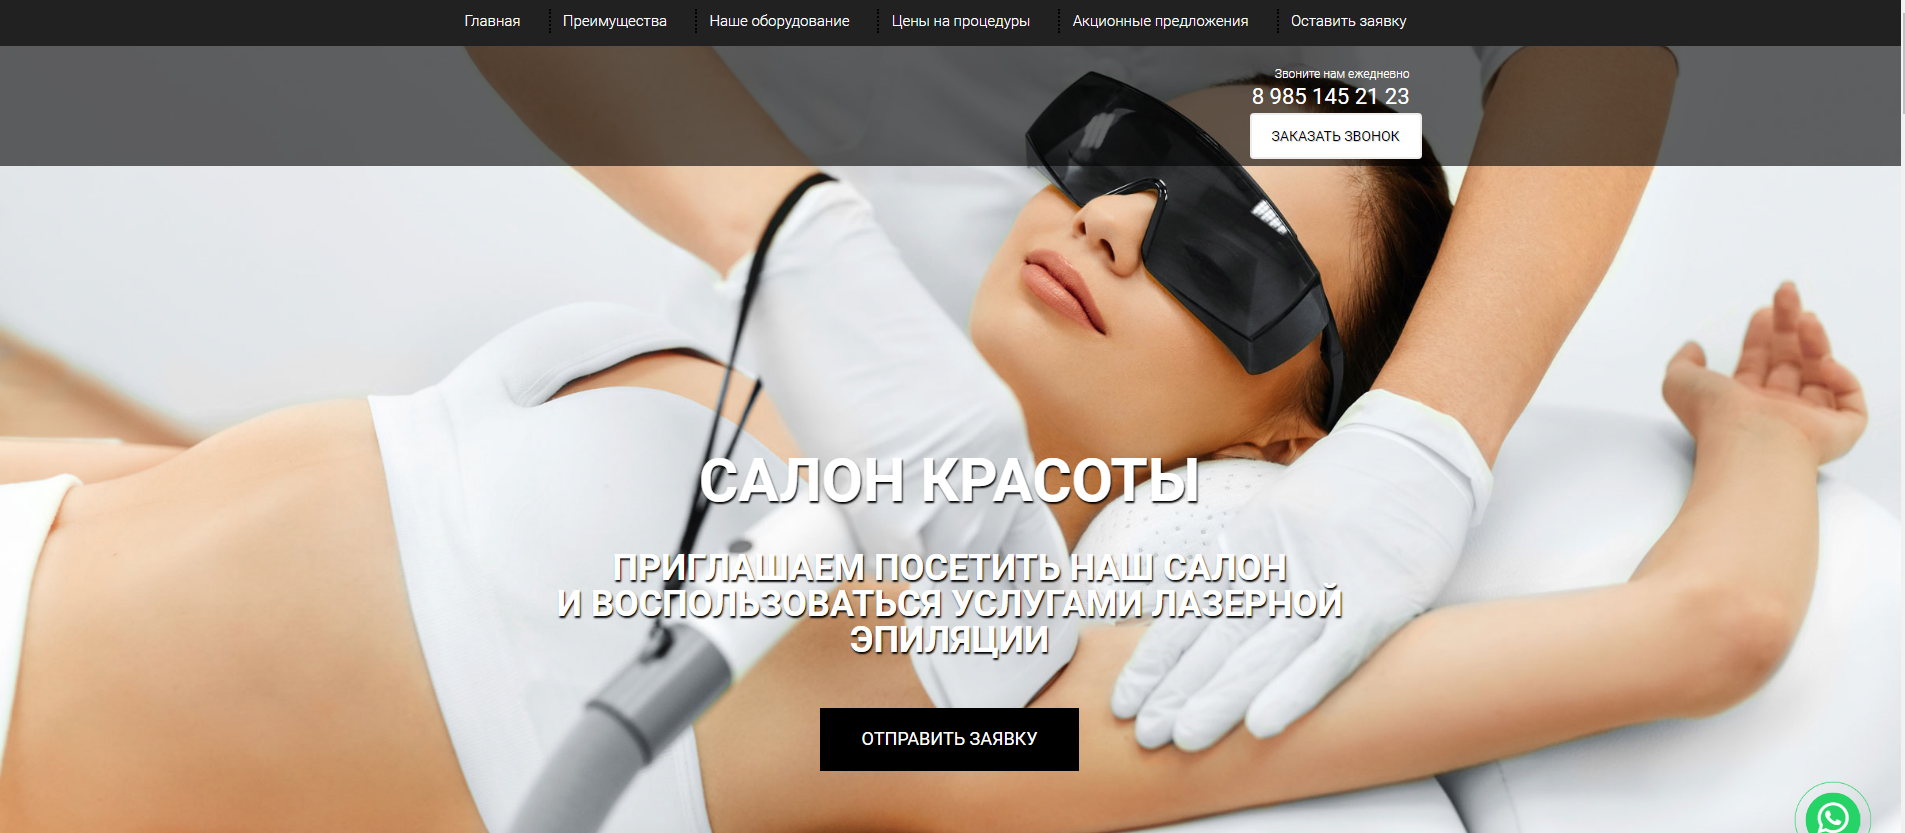 Главная Преимущества Наше оборудование Цены на процедуры Акционные предложения Оставить заявку
Звоните нам ежедневно
8 985 145 21 23
ЗАКАЗАТЬ ЗВОНОК
САЛОН КРАСОТЫ
ПРИГЛАШАЕМ ПОСЕТИТЬ НАШ САЛОН
И ВОСПОЛЬЗОВАТЬСЯ УСЛУГАМИ ЛАЗЕРНОЙ
ЭПИЛЯЦИИ
ОТПРАВИТЬ ЗАЯВКУ